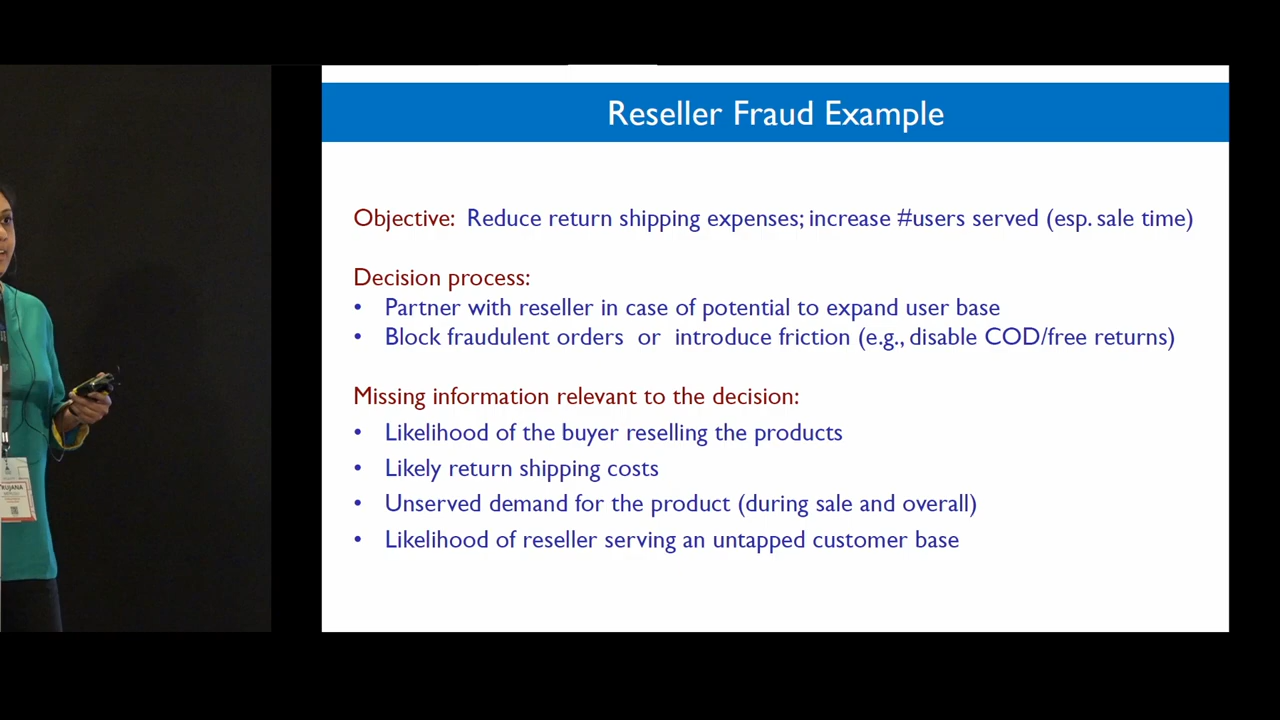 Reseller Fraud Example
Objective: Reduce return shipping expenses; increase #users served (esp. sale time)
Decision process:
• Partner with reseller in case of potential to expand user base
• Block fraudulent orders or introduce friction (e.g., disable COD/free returns)
Missing information relevant to the decision:
• Likelihood of the buyer reselling the products
• Likely return shipping costs
• Unserved demand for the product (during sale and overall)
• Likelihood of reseller serving an untapped customer base
RUJANA